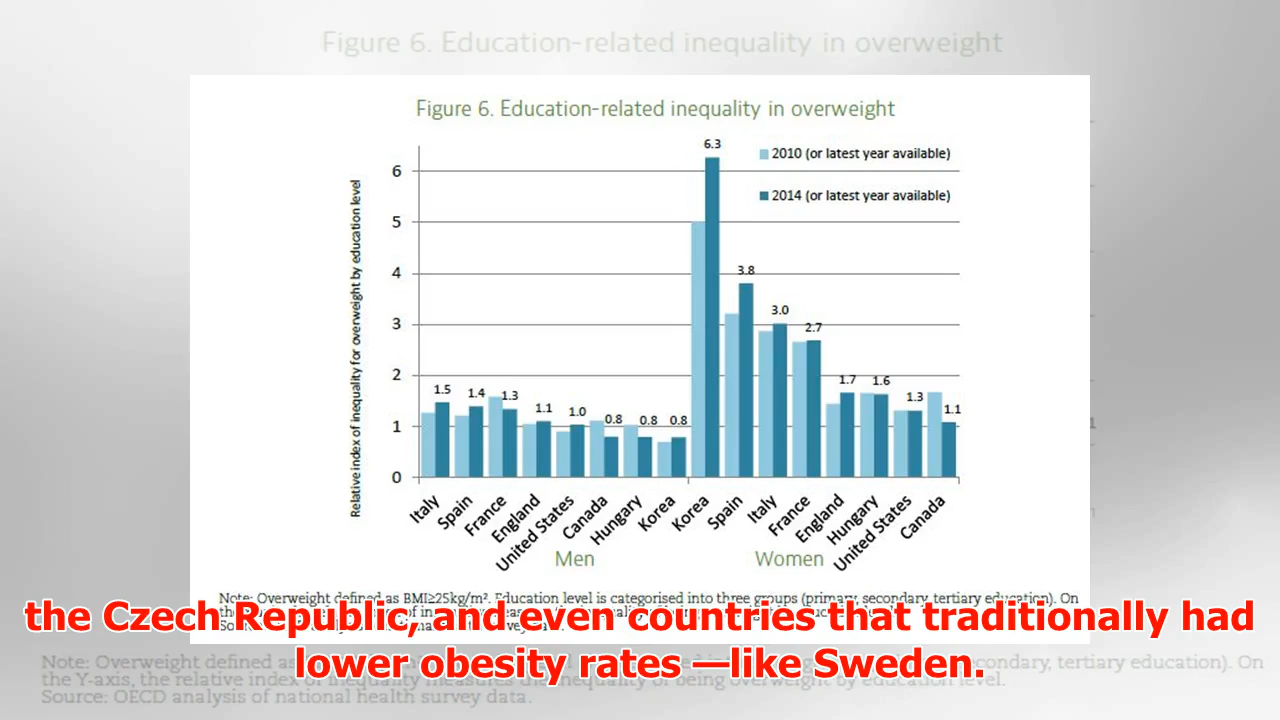 Figure 6. Education-related inequality in overweight
Figure 6. Education-related inequality in overweight
2010 (or latest year available)
2014 (or latest year available)
Relative index of inequality for overweight by education level
6
5
4
3
2
1
0
1.5
1.4
1.3
1.1
1.0
0.8
0.8
0.8
6.3
3.8
3.0
2.7
1.7
1.6
1.3
1.1
Italy
Spain
France
England
United States
Canada
Hungary
Korea
Korea
Spain
Italy
France
England
Hungary
United States
Canada
Men
Women
Note: Overweight defined as BMI≥25kg/m². Education level is categorised into three groups (primary, secondary, tertiary education). On
the Czech Republic, and even countries that traditionally had
lower obesity rates —like Sweden.
Note: Overweight defined as secondary, tertiary education). On
the Y-axis, the relative index of inequality measures the inequality of being overweight by education level.
Source: OECD analysis of national health survey data.